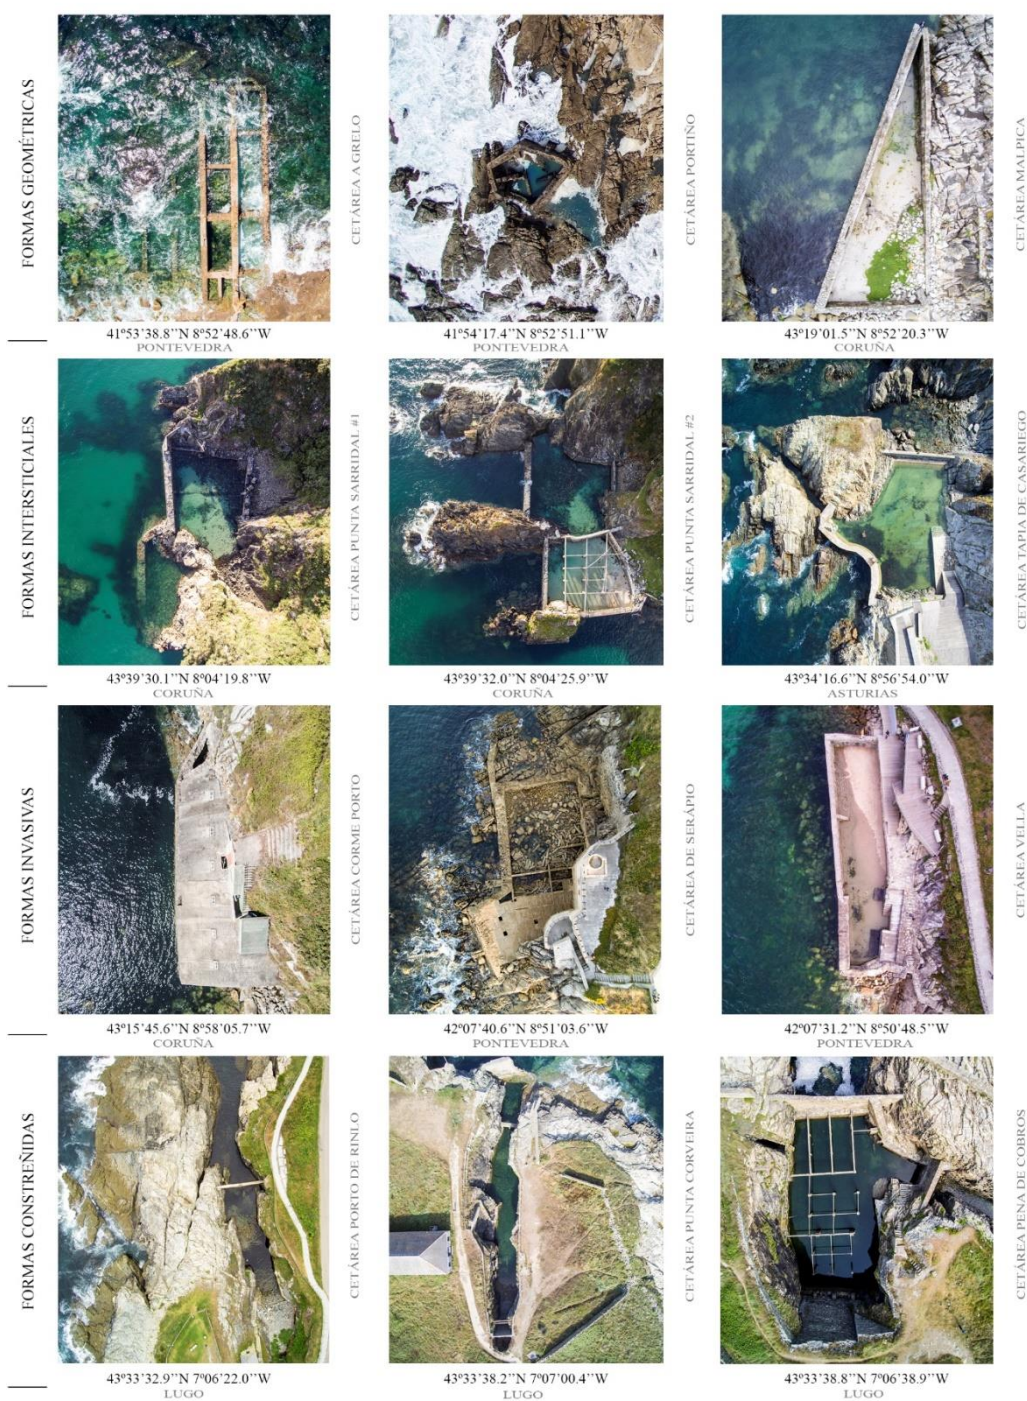 FORMAS GEOMÉTRICAS
CETÁREA A GRELO
41º53’38.8’’N 8º52’48.6’’W
PONTEVEDRA
CETÁREA PORTIÑO
41º54’17.4’’N 8º52’51.1’’W
PONTEVEDRA
CETÁREA MALPICA
43º19’01.5’’N 8º52’20.3’’W
CORUÑA
FORMAS INTERSTICIALES
CETÁREA PUNTA SARRIDAL #1
43º39’30.1’’N 8º04’19.8’’W
CORUÑA
CETÁREA PUNTA SARRIDAL #2
43º39’32.0’’N 8º04’25.9’’W
CORUÑA
CETÁREA TAPIA DE CASARIEGO
43º34’16.6’’N 8º56’54.0’’W
ASTURIAS
FORMAS INVASIVAS
CETÁREA CORME PORTO
43º15’45.6’’N 8º58’05.7’’W
CORUÑA
CETÁREA DE SERÁPIO
42º07’40.6’’N 8º51’03.6’’W
PONTEVEDRA
CETÁREA VELLA
42º07’31.2’’N 8º50’48.5’’W
PONTEVEDRA
FORMAS CONSTREÑIDAS
CETÁREA PORTO DE RINLO
43º33’32.9’’N 7º06’22.0’’W
LUGO
CETÁREA PUNTA CORVEIRA
43º33’38.2’’N 7º07’00.4’’W
LUGO
CETÁREA PENA DE COBROS
43º33’38.8’’N 7º06’38.9’’W
LUGO